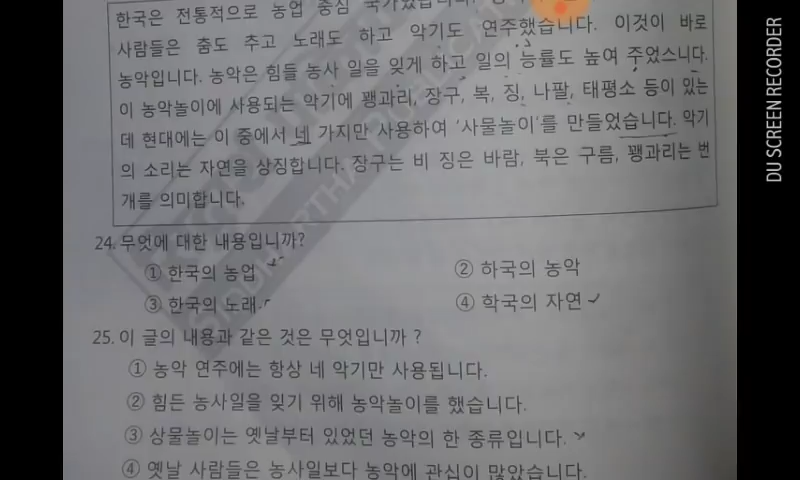 한국은 전통적으로 농업 중심
사람들은 춤도 추고 노래도 하고 악기도 연주했습니다. 이것이 바로
농악입니다. 농악은 힘들 농사 일을 잊게 하고 일의 능률도 높여 주었스니다.
이 농악놀이에 사용되는 악기에 꽹과리, 장구, 북, 징, 나팔, 태평소 등이 있는
데 현대에는 이 중에서 네 가지만 사용하여 '사물놀이'를 만들었습니다. 악기
의 소리는 자연을 상징합니다. 장구는 비 징은 바람, 북은 구름, 꽹과리는 번
개를 의미합니다.
24. 무엇에 대한 내용입니까?
① 한국의 농업 ② 하국의 농악
③ 한국의 노래. ④ 학국의 자연
25. 이 글의 내용과 같은 것은 무엇입니까 ?
① 농악 연주에는 항상 네 악기만 사용됩니다.
② 힘든 농사일을 잊기 위해 농악놀이를 했습니다.
③ 상물놀이는 옛날부터 있었던 농악의 한 종류입니다.
④ 옛날 사람들은 농사일보다 농악에 관심이 많았습니다.
DU SCREEN RECORDER